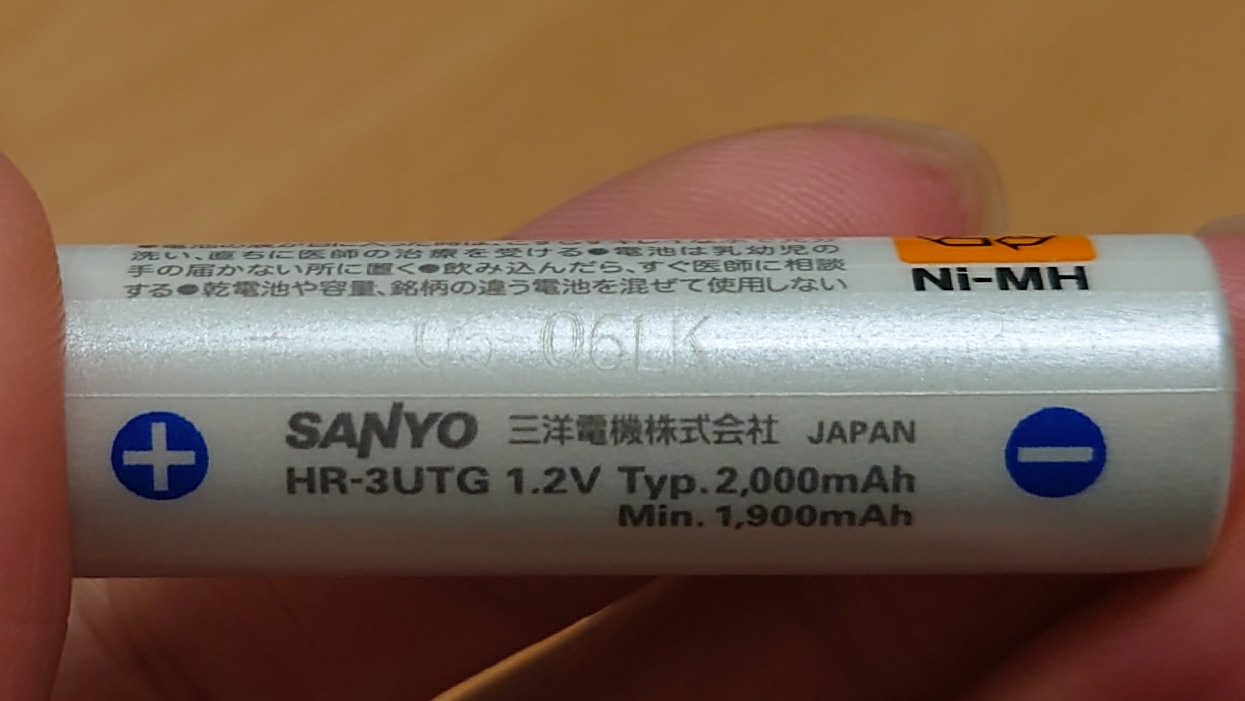 洗い、直ちに医師の治療を受ける●電池は乳幼児の
手の届かない所に置く●飲み込んだら、すぐ医師に相談
する●乾電池や容量、銘柄の違う電池を混ぜて使用しない
Ni-MH
06LK
SANYO 三洋電機株式会社 JAPAN
HR-3UTG 1.2V Typ.2,000mAh
Min. 1,900mAh